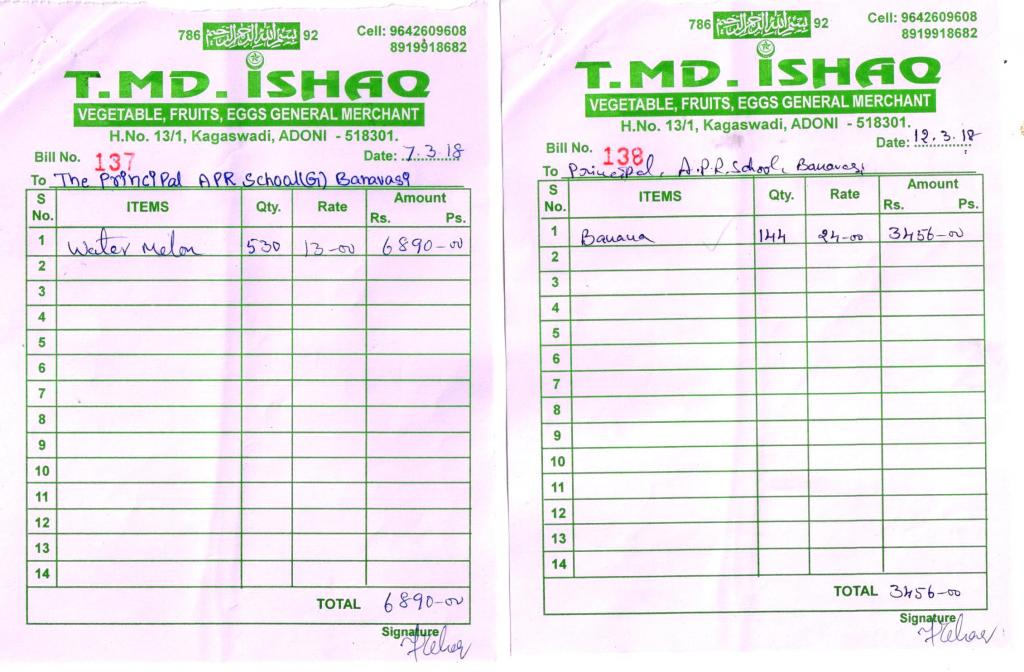 786 بسم الله الرحمن الرحيم 92
Cell: 9642609608
8919918682
T.MD. ISHAQ
VEGETABLE, FRUITS, EGGS GENERAL MERCHANT
H.No. 13/1, Kagaswadi, ADONI - 518301.
Bill No. 137 Date: 7.3.18
To The Principal APR School(G) Banavasi
S No. ITEMS Qty. Rate Amount Rs. Ps.
1 Water Melon 530 13-00 6890-00
2
3
4
5
6
7
8
9
10
11
12
13
14
TOTAL 6890-00
Signature
786 بسم الله الرحمن الرحيم 92
Cell: 9642609608
8919918682
T.MD. ISHAQ
VEGETABLE, FRUITS, EGGS GENERAL MERCHANT
H.No. 13/1, Kagaswadi, ADONI - 518301.
Bill No. 138 Date: 12.3.18
To Principal, A.P.R. School, Banavasi
S No. ITEMS Qty. Rate Amount Rs. Ps.
1 Banana 144 24-00 3456-00
2
3
4
5
6
7
8
9
10
11
12
13
14
TOTAL 3456-00
Signature